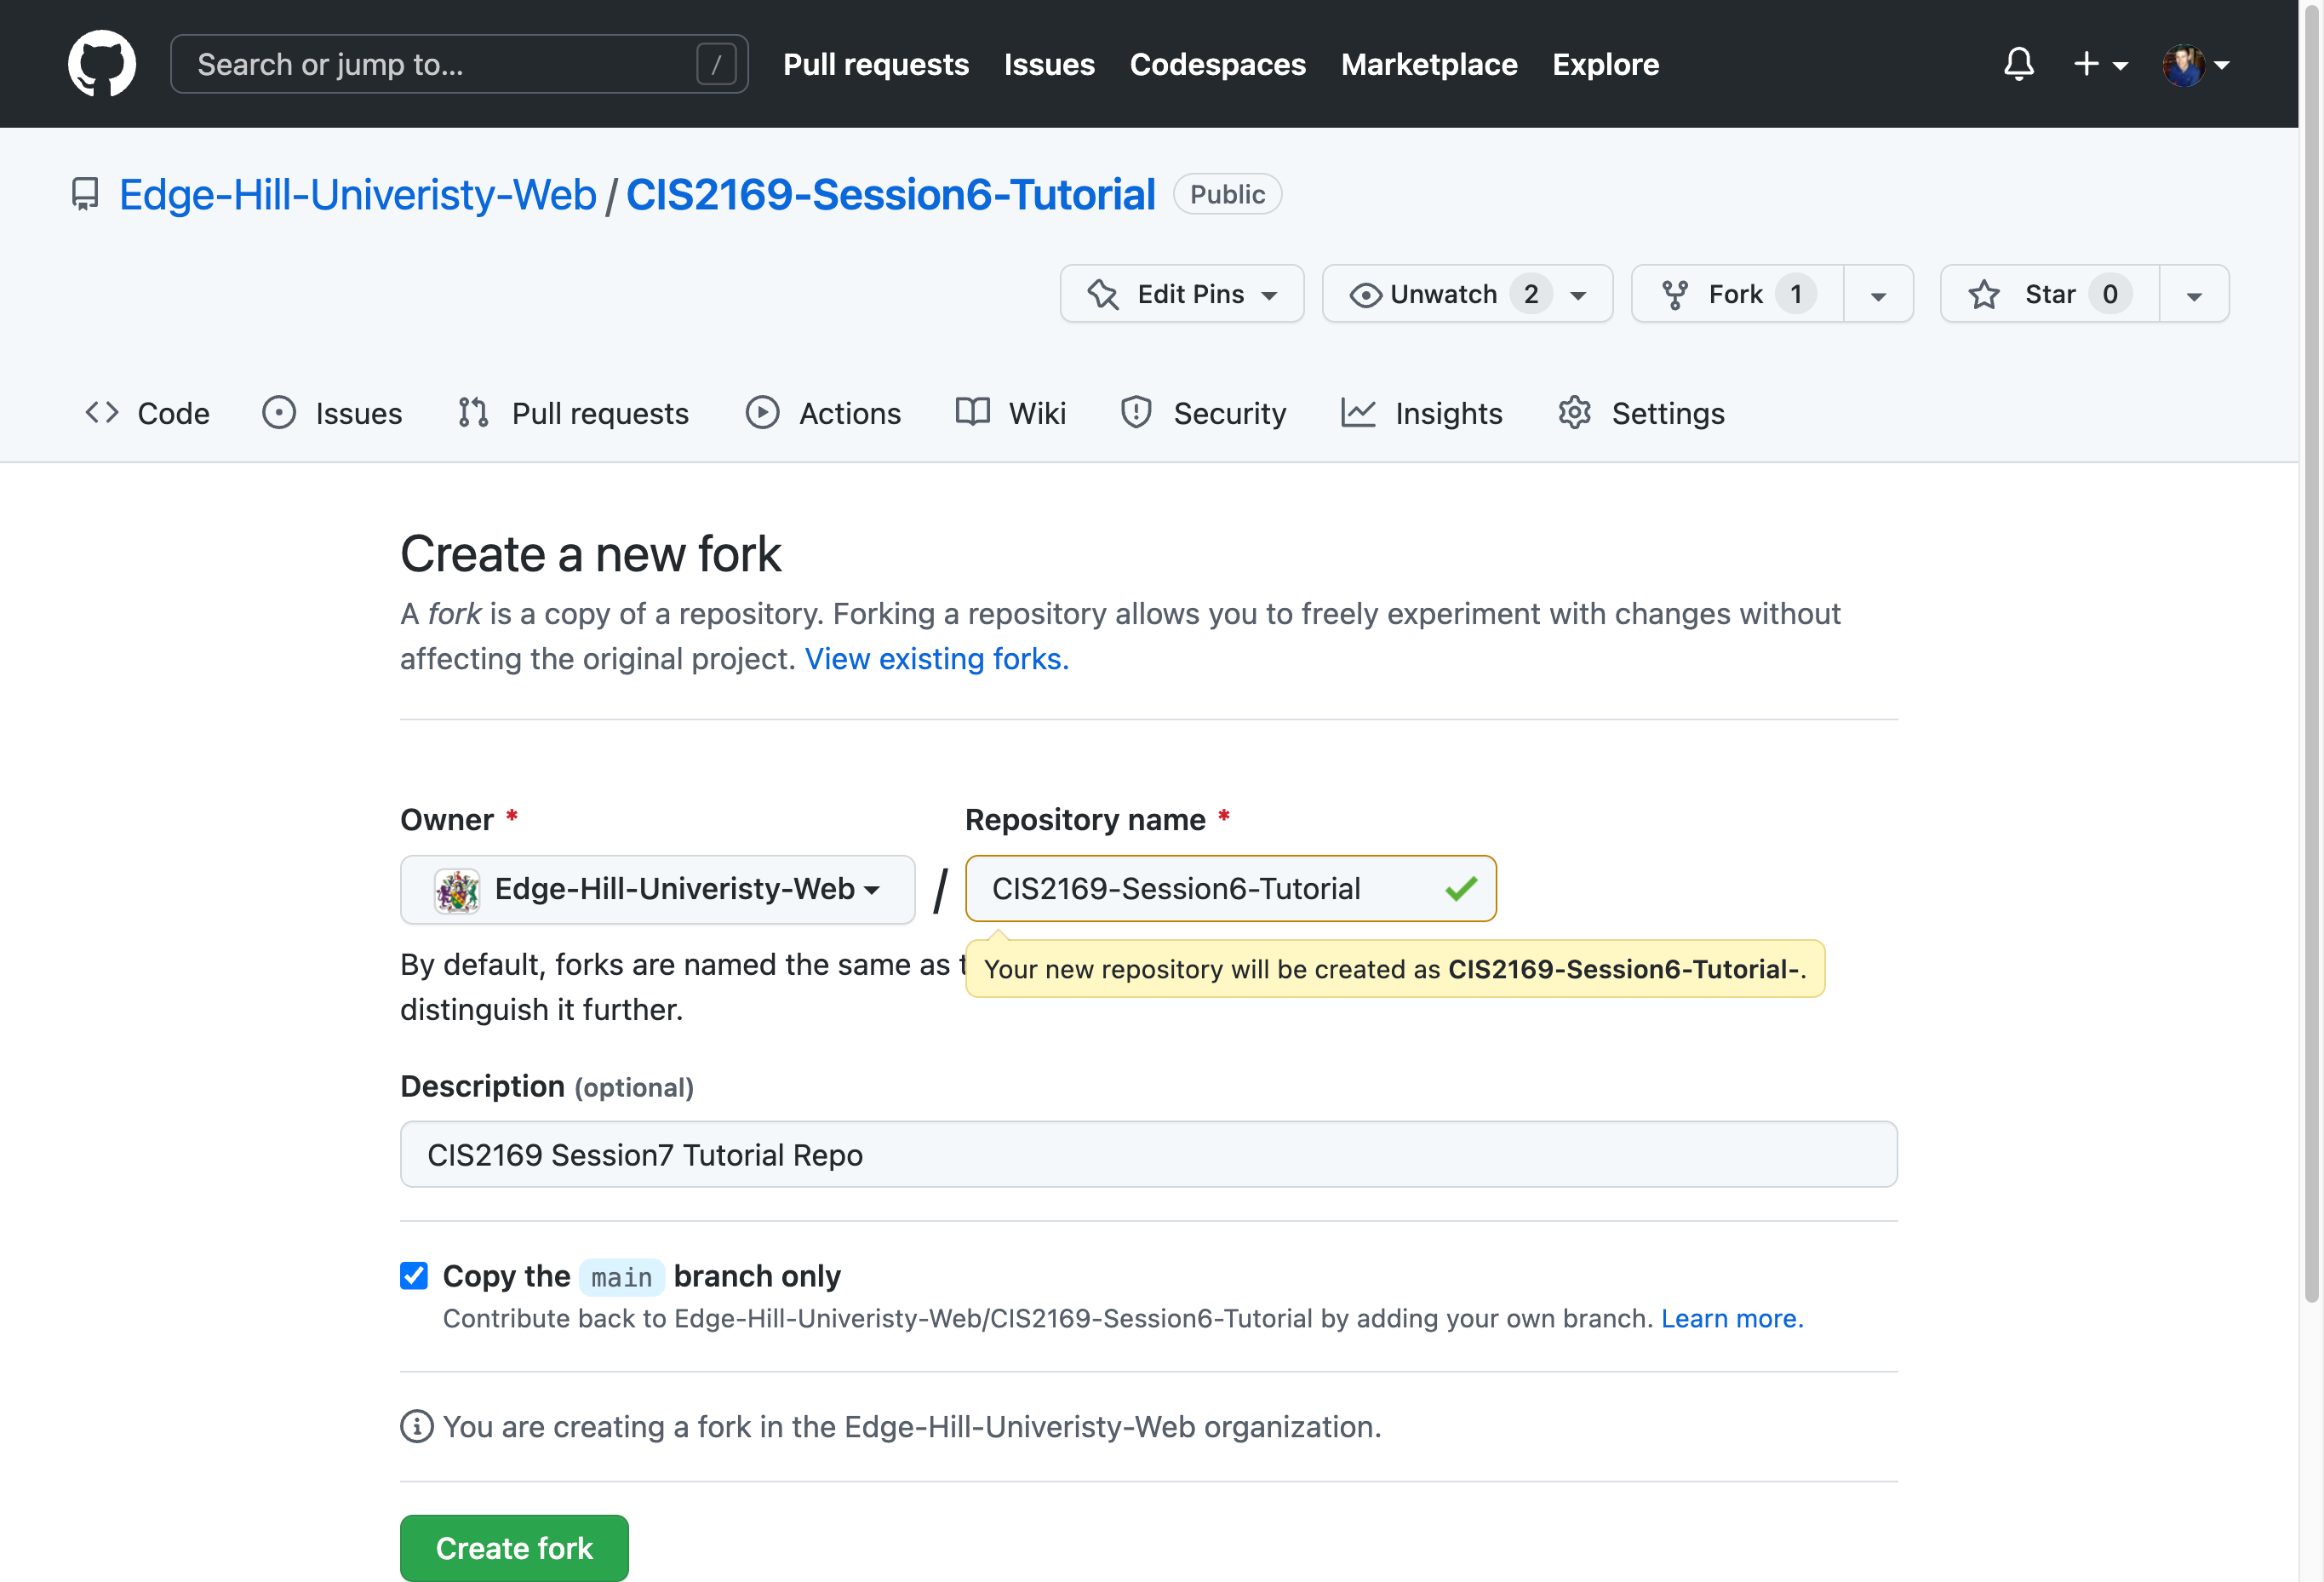 Search or jump to... / Pull requests Issues Codespaces Marketplace Explore
Edge-Hill-Univeristy-Web / CIS2169-Session6-Tutorial Public
Edit Pins Unwatch 2 Fork 1 Star 0
Code Issues Pull requests Actions Wiki Security Insights Settings
Create a new fork
A fork is a copy of a repository. Forking a repository allows you to freely experiment with changes without
affecting the original project. View existing forks.
Owner * Repository name *
Edge-Hill-Univeristy-Web / CIS2169-Session6-Tutorial
By default, forks are named the same as
Your new repository will be created as CIS2169-Session6-Tutorial-.
distinguish it further.
Description (optional)
CIS2169 Session7 Tutorial Repo
Copy the main branch only
Contribute back to Edge-Hill-Univeristy-Web/CIS2169-Session6-Tutorial by adding your own branch. Learn more.
You are creating a fork in the Edge-Hill-Univeristy-Web organization.
Create fork